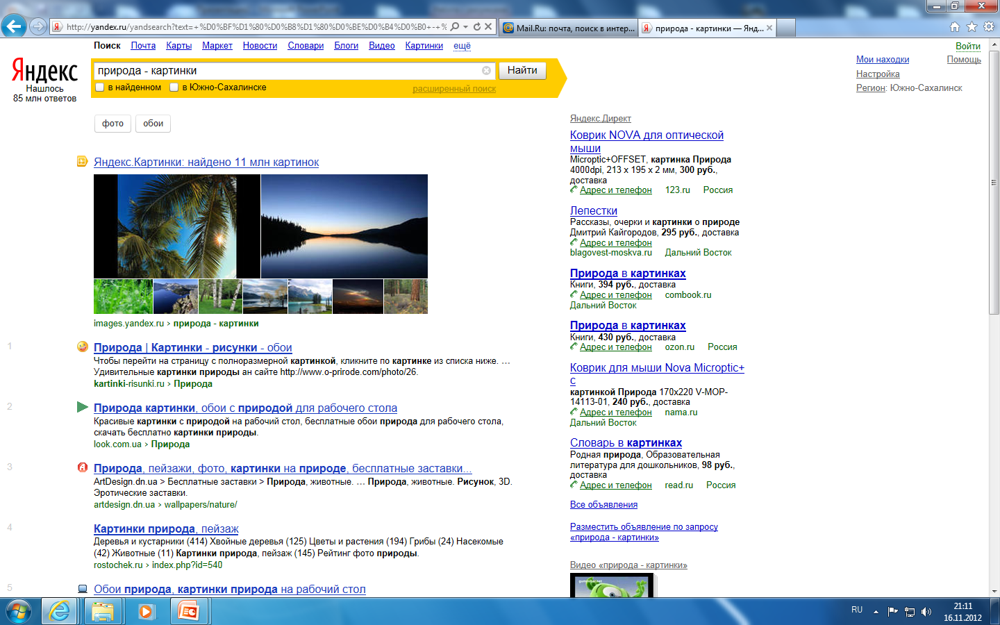 http://yandex.ru/yandsearch?text=+%D0%BF%D1%80%D0%B8%D1%80%D0%BE%D0%B4%D0%B0+-+%
Mail.Ru: почта, поиск в интер...
природа - картинки — Янд...
Поиск Почта Карты Маркет Новости Словари Блоги Видео Картинки ещё
Войти
Яндекс
Нашлось
85 млн ответов
природа - картинки
Найти
в найденном в Южно-Сахалинске расширенный поиск
Мои находки Помощь
Настройка
Регион: Южно-Сахалинск
фото обои
Яндекс.Картинки: найдено 11 млн картинок
images.yandex.ru › природа - картинки
1
Природа | Картинки - рисунки - обои
Чтобы перейти на страницу с полноразмерной картинкой, кликните по картинке из списка ниже. ...
Удивительные картинки природы ан сайте http://www.o-prirode.com/photo/26.
kartinki-risunki.ru › Природа
2
Природа картинки, обои с природой для рабочего стола
Красивые картинки с природой на рабочий стол, бесплатные обои природа для рабочего стола,
скачать бесплатно картинки природы.
look.com.ua › Природа
3
Природа, пейзажи, фото, картинки на природе, бесплатные заставки...
ArtDesign.dn.ua > Бесплатные заставки > Природа, животные. ... Природа, животные. Рисунок, 3D.
Эротические заставки.
artdesign.dn.ua › wallpapers/nature/
4
Картинки природа, пейзаж
Деревья и кустарники (414) Хвойные деревья (125) Цветы и растения (194) Грибы (24) Насекомые
(42) Животные (11) Картинки природа, пейзаж (145) Рейтинг фото природы.
rostochek.ru › index.php?id=540
5
Обои природа, картинки природа на рабочий стол
Яндекс.Директ
Коврик NOVA для оптической
мыши
Microptic+OFFSET, картинка Природа
4000dpi, 213 x 195 x 2 мм, 300 руб.,
доставка
Адрес и телефон 123.ru Россия
Лепестки
Рассказы, очерки и картинки о природе
Дмитрий Кайгородов, 295 руб., доставка
Адрес и телефон
blagovest-moskva.ru Дальний Восток
Природа в картинках
Книги, 394 руб., доставка
Адрес и телефон combook.ru
Дальний Восток
Природа в картинках
Книги, 430 руб., доставка
Адрес и телефон ozon.ru Россия
Коврик для мыши Nova Microptic+
с
картинкой Природа 170x220 V-MOP-
14113-01, 240 руб., доставка
Адрес и телефон nama.ru
Дальний Восток
Словарь в картинках
Родная природа, Образовательная
литература для дошкольников, 98 руб.,
доставка
Адрес и телефон read.ru Россия
Все объявления
Разместить объявление по запросу
«природа - картинки»
Видео «природа - картинки»
RU
21:11
16.11.2012